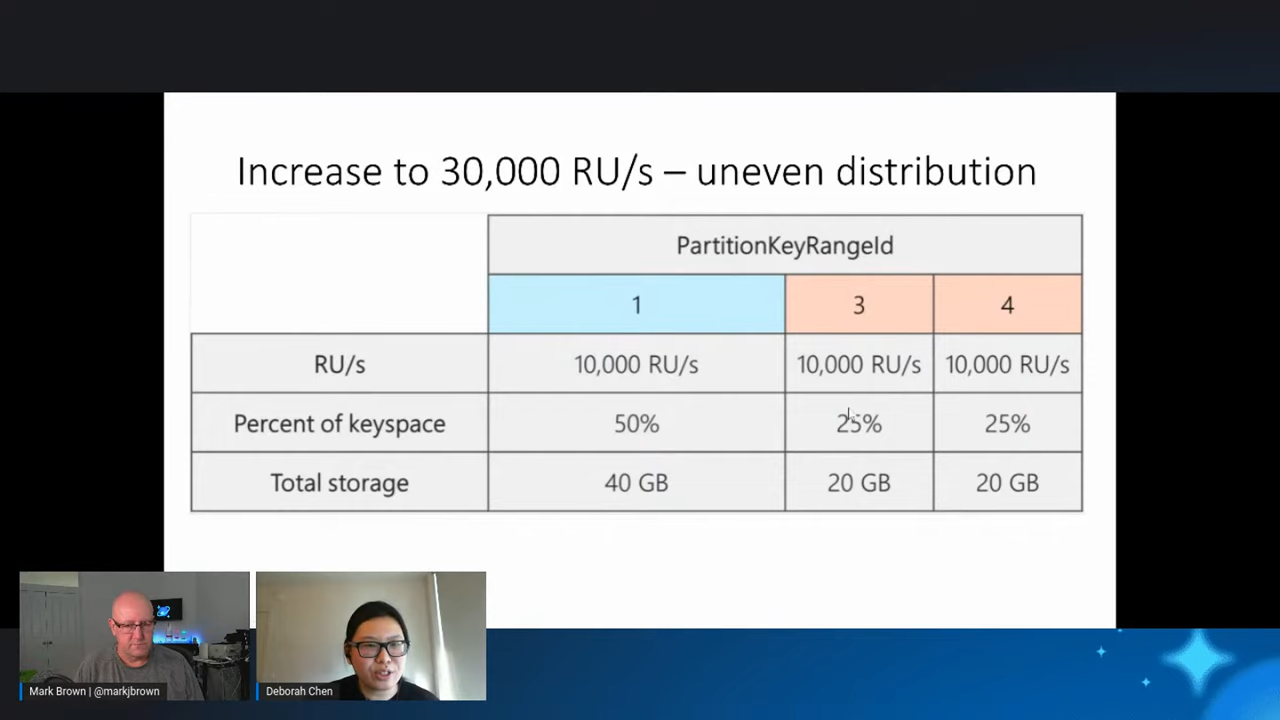 Increase to 30,000 RU/s – uneven distribution
PartitionKeyRangeId
1 3 4
RU/s 10,000 RU/s 10,000 RU/s 10,000 RU/s
Percent of keyspace 50% 25% 25%
Total storage 40 GB 20 GB 20 GB
Mark Brown | @markjbrown
Deborah Chen